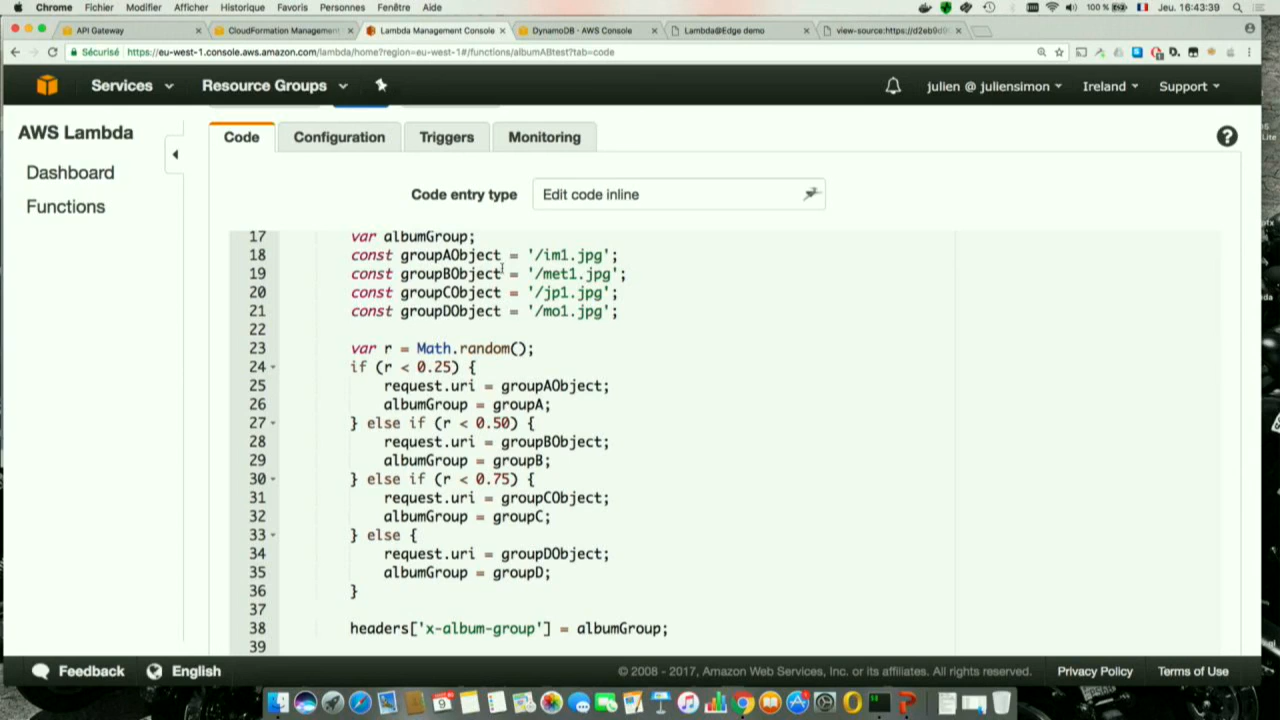 Chrome Fichier Modifier Afficher Historique Favoris Personnes Fenêtre Aide 100 % Jeu. 16:43:39
API Gateway CloudFormation Management Lambda Management Console DynamoDB · AWS Console Lambda@Edge demo view-source:https://d2eb9d9
Sécurisé https://eu-west-1.console.aws.amazon.com/lambda/home?region=eu-west-1#/functions/albumABtest?tab=code
Services Resource Groups julien @ juliensimon Ireland Support
AWS Lambda
Dashboard
Functions
Code Configuration Triggers Monitoring
Code entry type Edit code inline
17 var albumGroup;
18 const groupAObject = '/im1.jpg';
19 const groupBObject = '/met1.jpg';
20 const groupCObject = '/jp1.jpg';
21 const groupDObject = '/mo1.jpg';
22
23 var r = Math.random();
24 if (r < 0.25) {
25 request.uri = groupAObject;
26 albumGroup = groupA;
27 } else if (r < 0.50) {
28 request.uri = groupBObject;
29 albumGroup = groupB;
30 } else if (r < 0.75) {
31 request.uri = groupCObject;
32 albumGroup = groupC;
33 } else {
34 request.uri = groupDObject;
35 albumGroup = groupD;
36 }
37
38 headers['x-album-group'] = albumGroup;
39
Feedback English © 2008 - 2017, Amazon Web Services, Inc. or its affiliates. All rights reserved. Privacy Policy Terms of Use